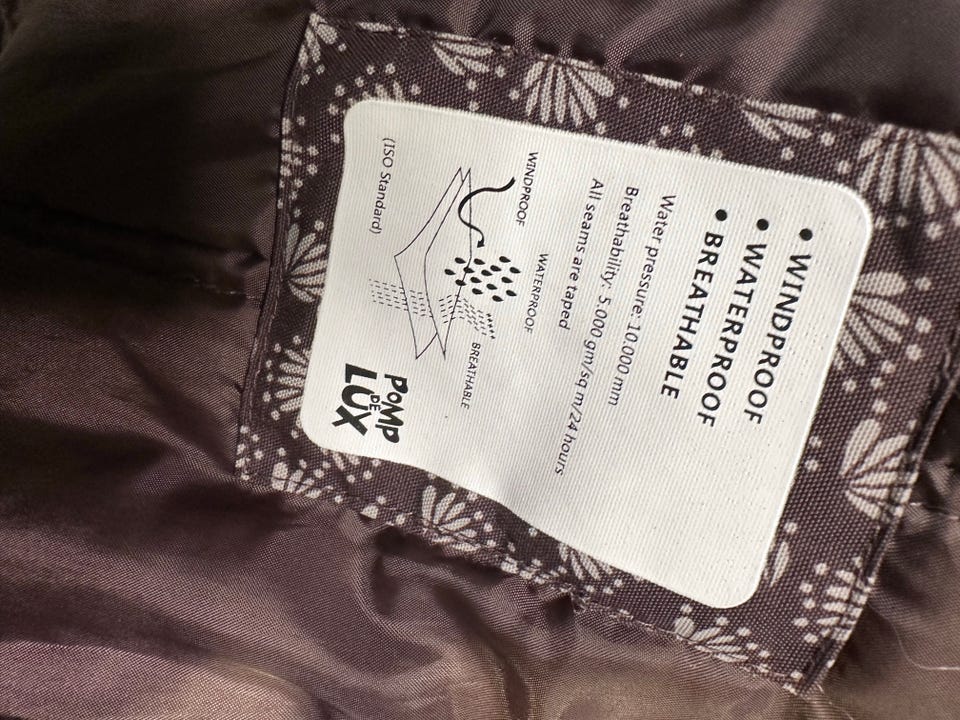 • WINDPROOF
• WATERPROOF
• BREATHABLE
Water pressure: 10.000 mm
Breathability: 5.000 gm/sq m/24 hours
All seams are taped
WINDPROOF
WATERPROOF
BREATHABLE
(ISO Standard)
POMP
DE
LUX